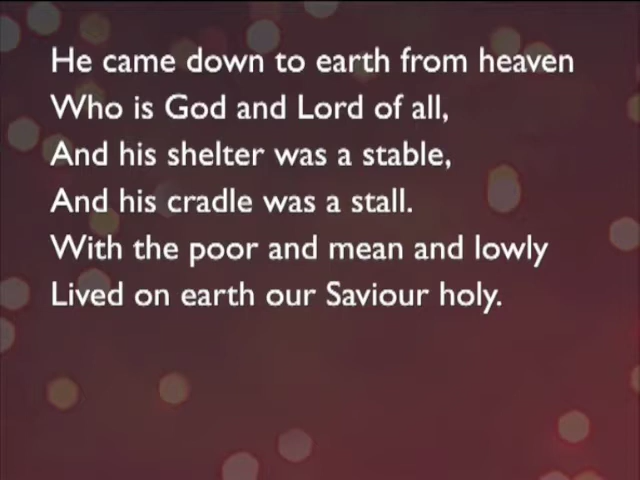 He came down to earth from heaven
Who is God and Lord of all,
And his shelter was a stable,
And his cradle was a stall.
With the poor and mean and lowly
Lived on earth our Saviour holy.